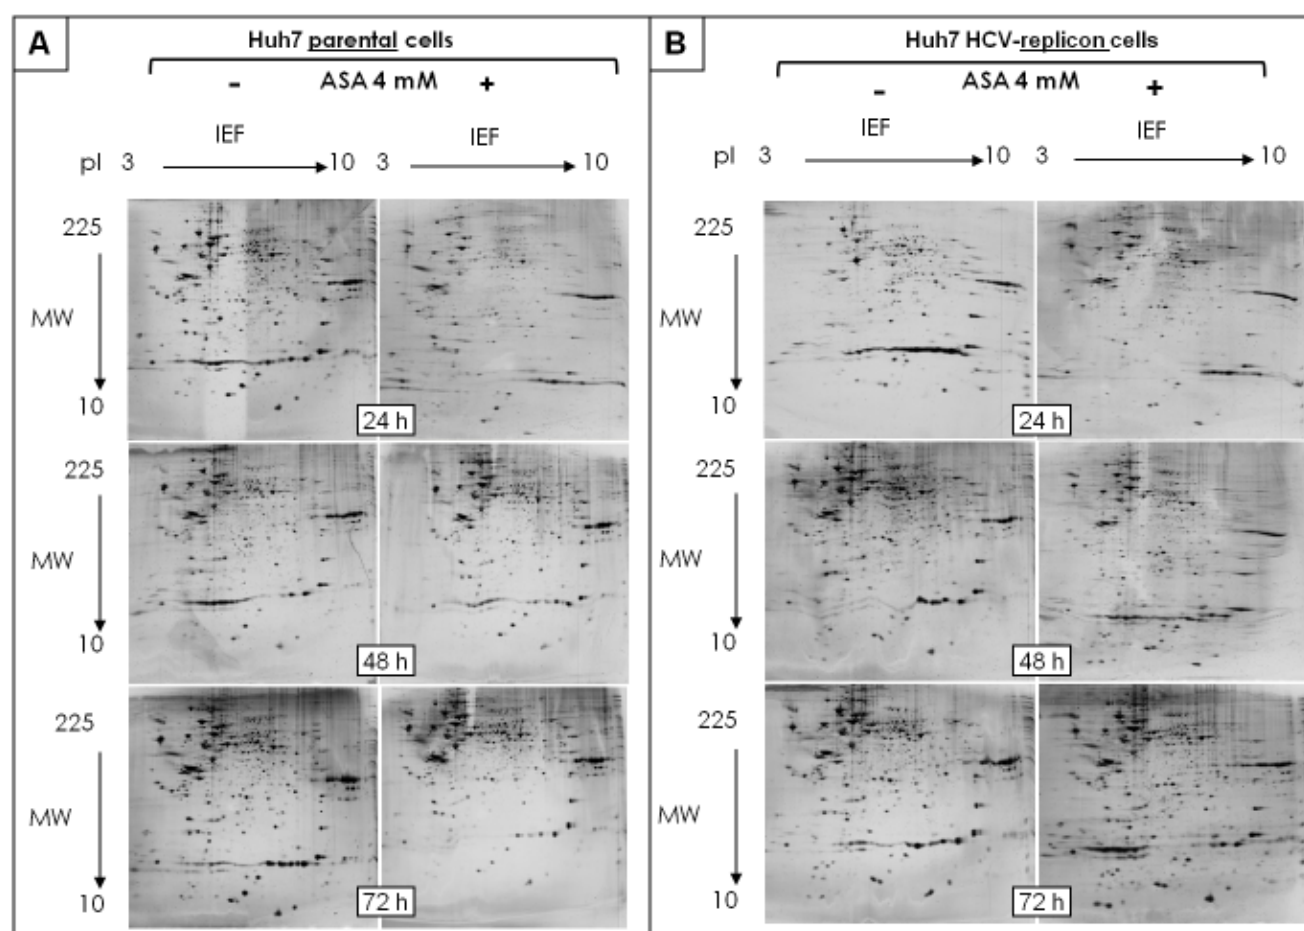 A
Huh7 parental cells
- ASA 4 mM +
IEF IEF
pI 3 10 3 10
225
MW
10
24 h
225
MW
10
48 h
225
MW
10
72 h
B
Huh7 HCV-replicon cells
- ASA 4 mM +
IEF IEF
pI 3 10 3 10
225
MW
10
24 h
225
MW
10
48 h
225
MW
10
72 h